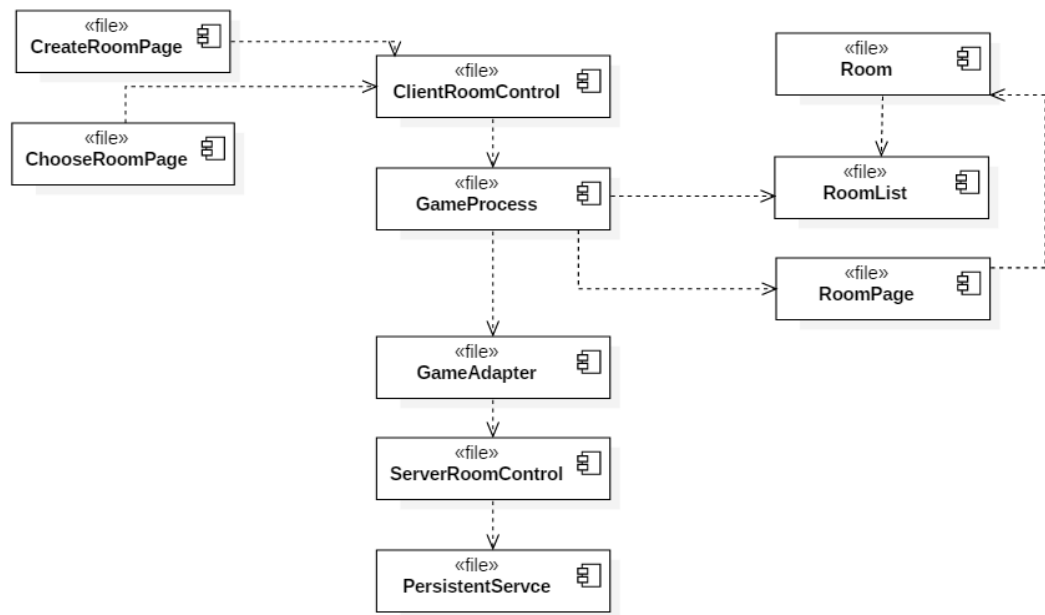 «file»
CreateRoomPage
«file»
ClientRoomControl
«file»
Room
«file»
ChooseRoomPage
«file»
GameProcess
«file»
RoomList
«file»
RoomPage
«file»
GameAdapter
«file»
ServerRoomControl
«file»
PersistentServce